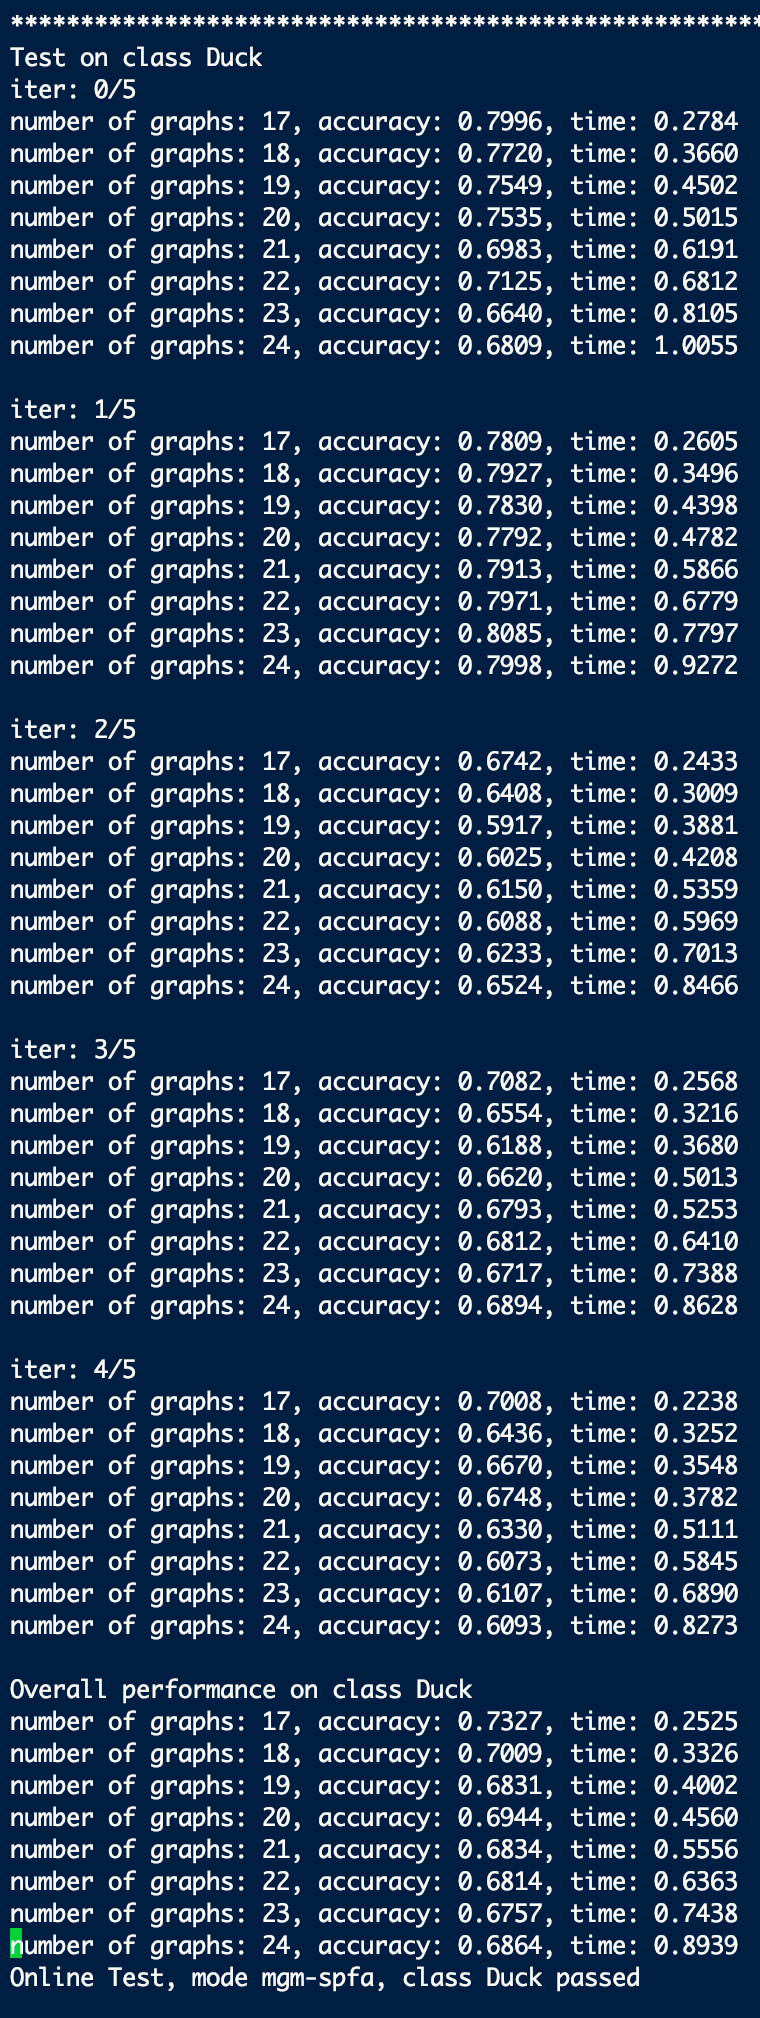 ******************************************************
Test on class Duck
iter: 0/5
number of graphs: 17, accuracy: 0.7996, time: 0.2784
number of graphs: 18, accuracy: 0.7720, time: 0.3660
number of graphs: 19, accuracy: 0.7549, time: 0.4502
number of graphs: 20, accuracy: 0.7535, time: 0.5015
number of graphs: 21, accuracy: 0.6983, time: 0.6191
number of graphs: 22, accuracy: 0.7125, time: 0.6812
number of graphs: 23, accuracy: 0.6640, time: 0.8105
number of graphs: 24, accuracy: 0.6809, time: 1.0055
iter: 1/5
number of graphs: 17, accuracy: 0.7809, time: 0.2605
number of graphs: 18, accuracy: 0.7927, time: 0.3496
number of graphs: 19, accuracy: 0.7830, time: 0.4398
number of graphs: 20, accuracy: 0.7792, time: 0.4782
number of graphs: 21, accuracy: 0.7913, time: 0.5866
number of graphs: 22, accuracy: 0.7971, time: 0.6779
number of graphs: 23, accuracy: 0.8085, time: 0.7797
number of graphs: 24, accuracy: 0.7998, time: 0.9272
iter: 2/5
number of graphs: 17, accuracy: 0.6742, time: 0.2433
number of graphs: 18, accuracy: 0.6408, time: 0.3009
number of graphs: 19, accuracy: 0.5917, time: 0.3881
number of graphs: 20, accuracy: 0.6025, time: 0.4208
number of graphs: 21, accuracy: 0.6150, time: 0.5359
number of graphs: 22, accuracy: 0.6088, time: 0.5969
number of graphs: 23, accuracy: 0.6233, time: 0.7013
number of graphs: 24, accuracy: 0.6524, time: 0.8466
iter: 3/5
number of graphs: 17, accuracy: 0.7082, time: 0.2568
number of graphs: 18, accuracy: 0.6554, time: 0.3216
number of graphs: 19, accuracy: 0.6188, time: 0.3680
number of graphs: 20, accuracy: 0.6620, time: 0.5013
number of graphs: 21, accuracy: 0.6793, time: 0.5253
number of graphs: 22, accuracy: 0.6812, time: 0.6410
number of graphs: 23, accuracy: 0.6717, time: 0.7388
number of graphs: 24, accuracy: 0.6894, time: 0.8628
iter: 4/5
number of graphs: 17, accuracy: 0.7008, time: 0.2238
number of graphs: 18, accuracy: 0.6436, time: 0.3252
number of graphs: 19, accuracy: 0.6670, time: 0.3548
number of graphs: 20, accuracy: 0.6748, time: 0.3782
number of graphs: 21, accuracy: 0.6330, time: 0.5111
number of graphs: 22, accuracy: 0.6073, time: 0.5845
number of graphs: 23, accuracy: 0.6107, time: 0.6890
number of graphs: 24, accuracy: 0.6093, time: 0.8273
Overall performance on class Duck
number of graphs: 17, accuracy: 0.7327, time: 0.2525
number of graphs: 18, accuracy: 0.7009, time: 0.3326
number of graphs: 19, accuracy: 0.6831, time: 0.4002
number of graphs: 20, accuracy: 0.6944, time: 0.4560
number of graphs: 21, accuracy: 0.6834, time: 0.5556
number of graphs: 22, accuracy: 0.6814, time: 0.6363
number of graphs: 23, accuracy: 0.6757, time: 0.7438
number of graphs: 24, accuracy: 0.6864, time: 0.8939
Online Test, mode mgm-spfa, class Duck passed